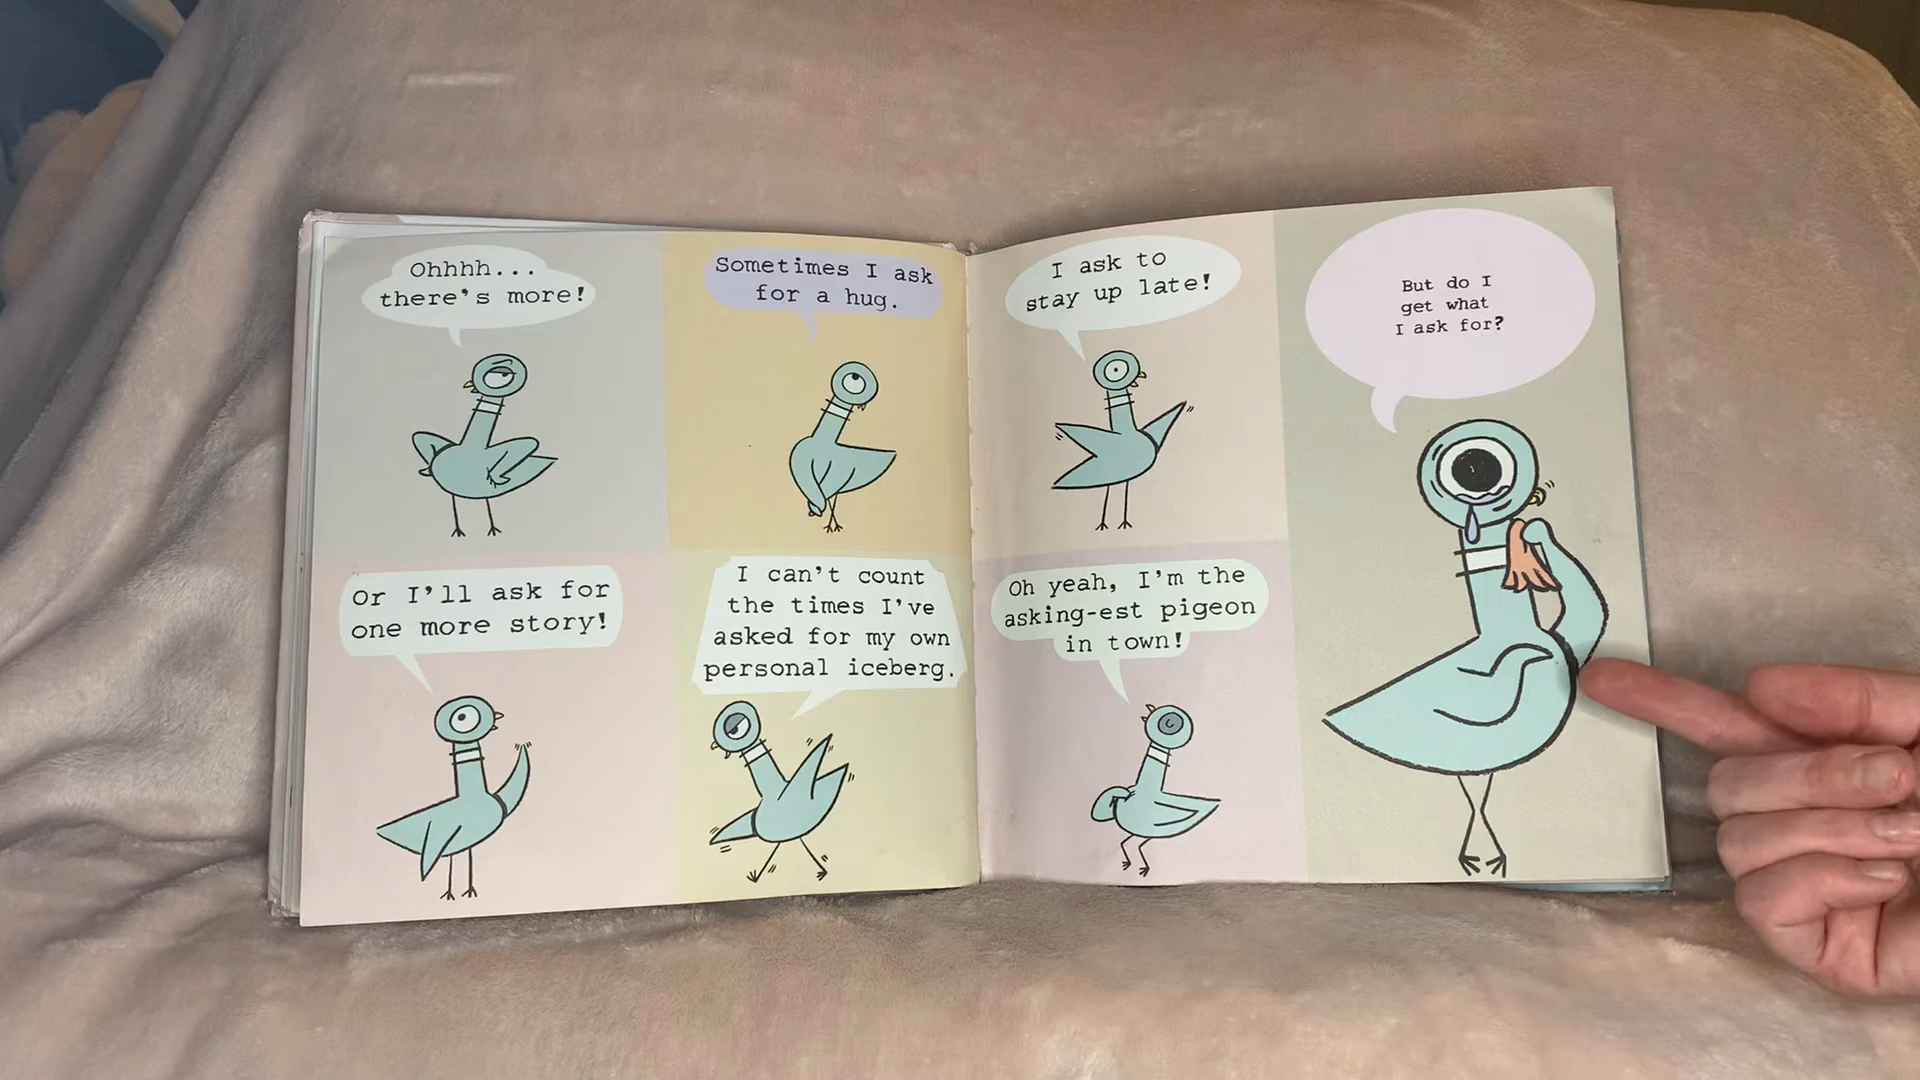 Ohhhh...
there's more!
Sometimes I ask
for a hug.
Or I'll ask for
one more story!
I can't count
the times I've
asked for my own
personal iceberg.
I ask to
stay up late!
Oh yeah, I'm the
asking-est pigeon
in town!
But do I
get what
I ask for?